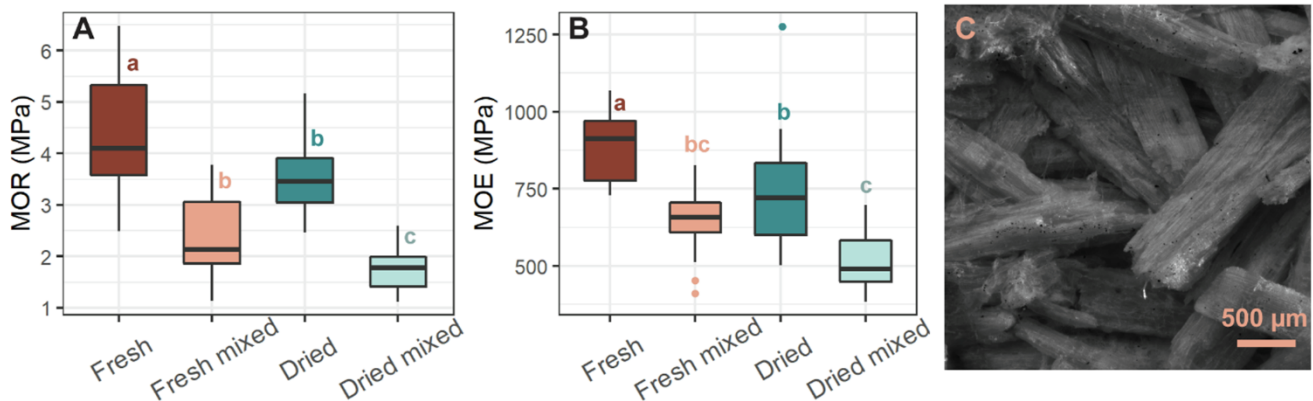 A
MOR (MPa)
6
5
4
3
2
1
a
b
b
c
Fresh
Fresh mixed
Dried
Dried mixed
B
MOE (MPa)
1250
1000
750
500
a
bc
b
c
Fresh
Fresh mixed
Dried
Dried mixed
C
500 µm